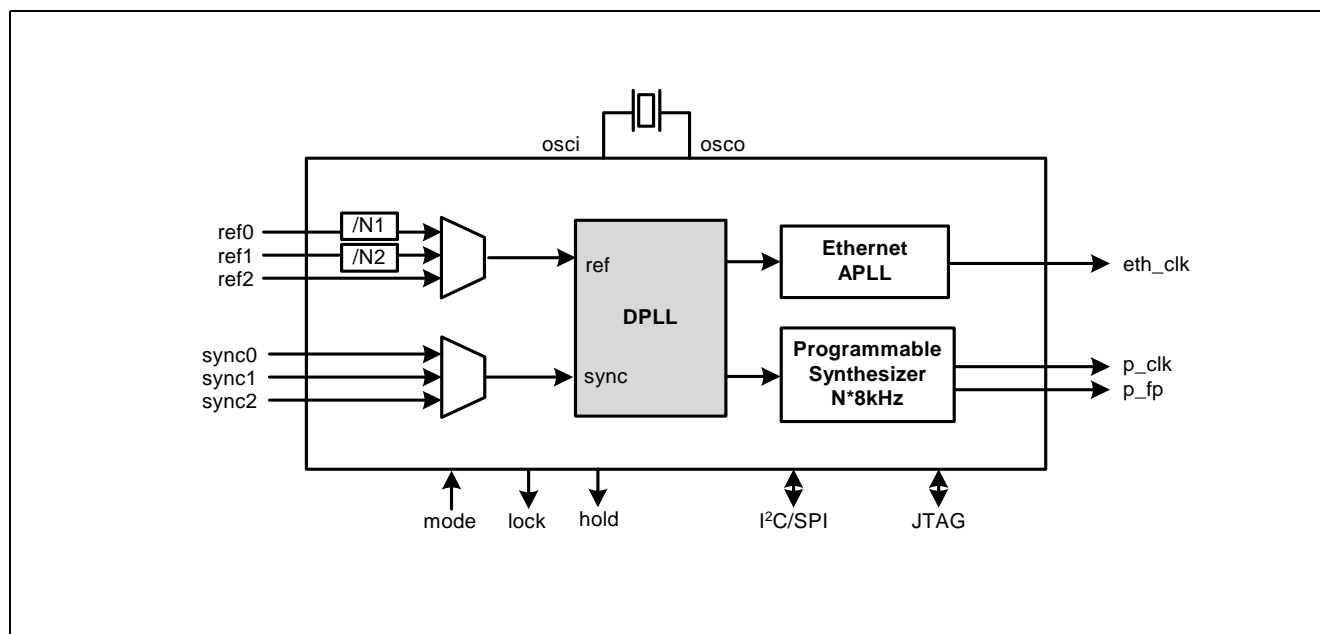 osci
osco
ref0
/N1
ref1
/N2
ref2
ref
Ethernet
APLL
eth_clk
DPLL
sync0
sync1
sync2
sync
Programmable
Synthesizer
N*8kHz
p_clk
p_fp
mode
lock
hold
I²C/SPI
JTAG